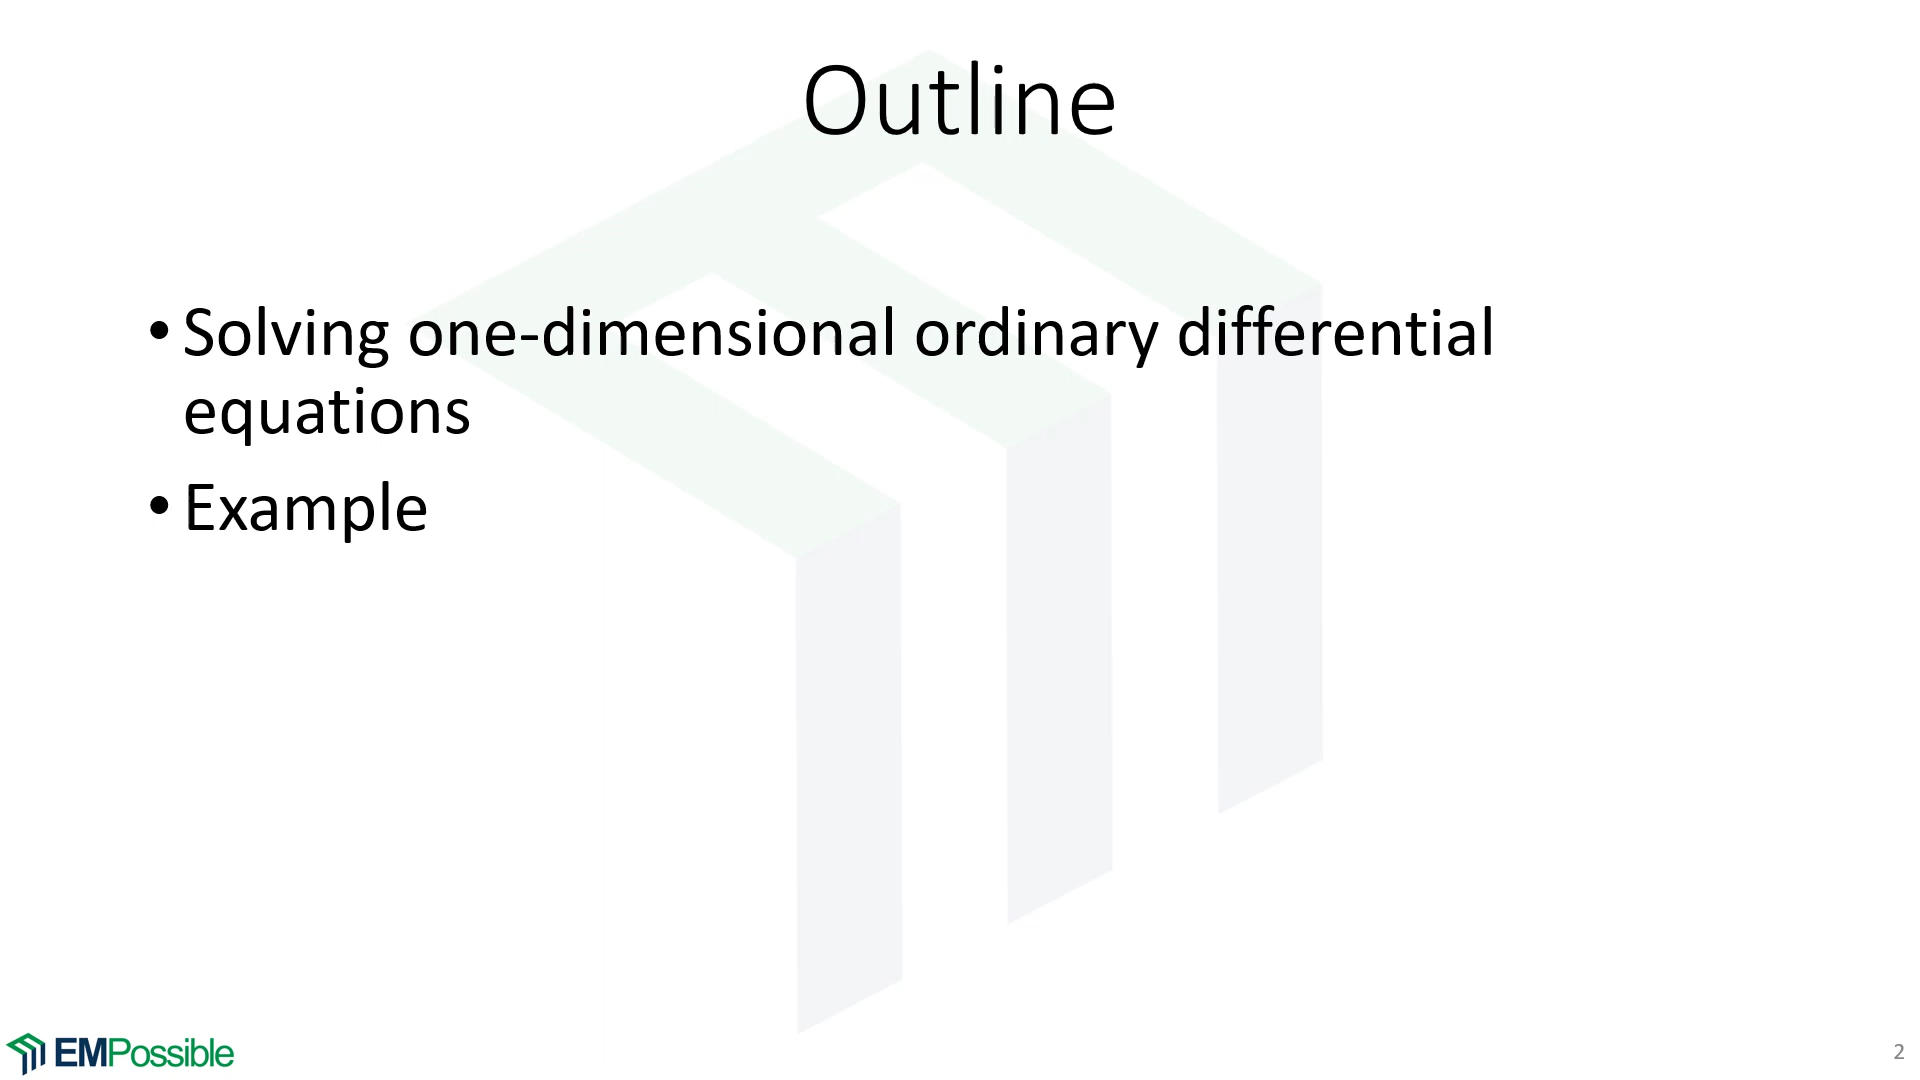 Outline
• Solving one-dimensional ordinary differential
equations
• Example
EMPossible
2